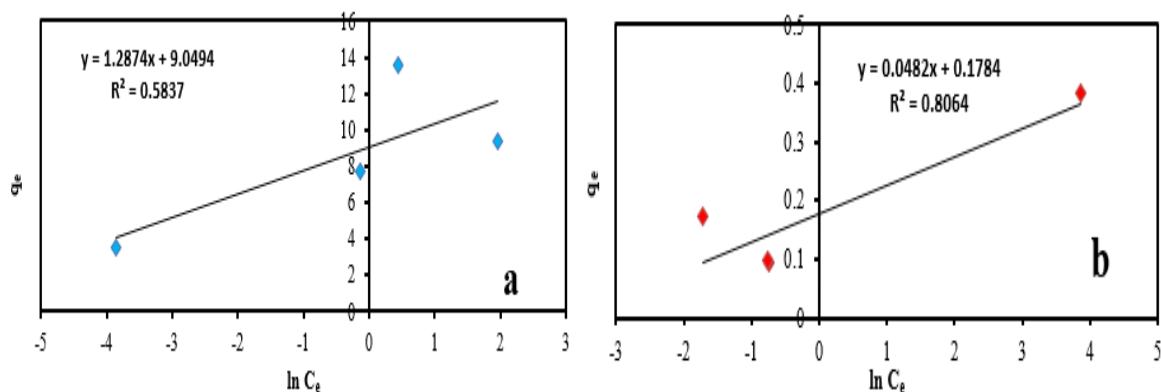 16
14
12
10
8
6
4
2
0
y = 1.2874x + 9.0494
R² = 0.5837
qₑ
a
-5 -4 -3 -2 -1 0 1 2 3
ln Cₑ
0.5
0.4
0.3
0.2
0.1
0
y = 0.0482x + 0.1784
R² = 0.8064
qₑ
b
-3 -2 -1 0 1 2 3 4 5
ln Cₑ